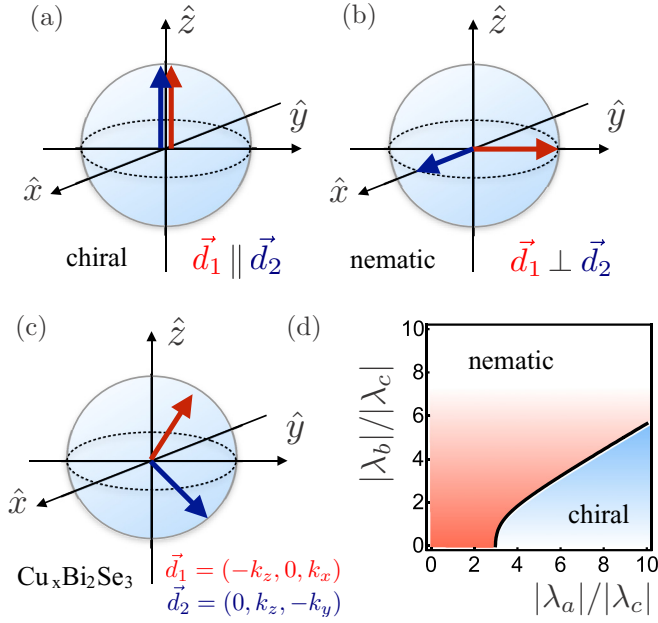 (a)
ẑ
ŷ
x̂
chiral
d⃗₁ ∥ d⃗₂
(b)
ẑ
ŷ
x̂
nematic
d⃗₁ ⊥ d⃗₂
(c)
ẑ
ŷ
x̂
CuₓBi₂Se₃
d⃗₁ = (−k_z, 0, k_x)
d⃗₂ = (0, k_z, −k_y)
(d)
10
8
6
4
2
0
|λ_b|/|λ_c|
nematic
chiral
0 2 4 6 8 10
|λ_a|/|λ_c|